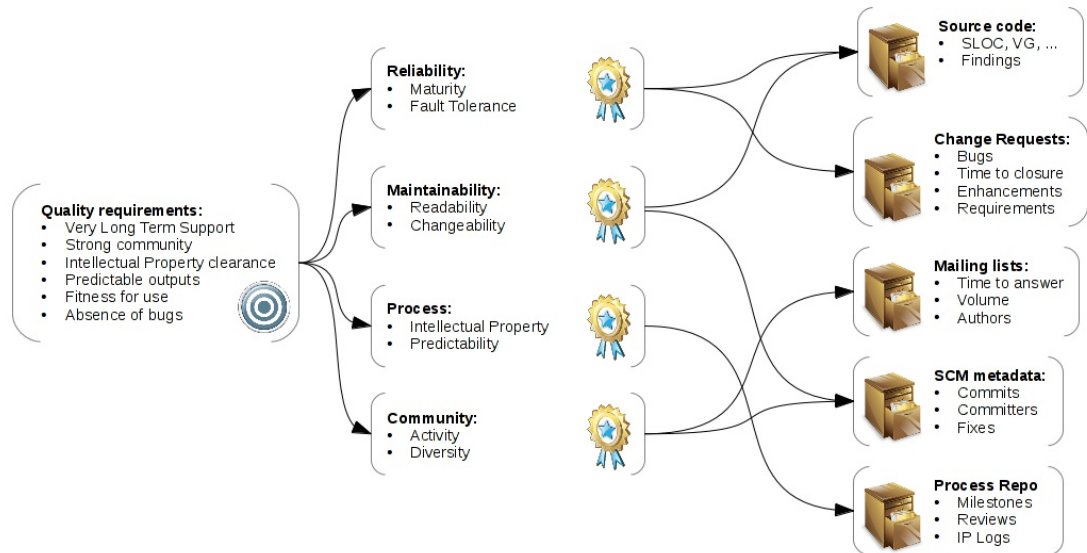 Quality requirements:
• Very Long Term Support
• Strong community
• Intellectual Property clearance
• Predictable outputs
• Fitness for use
• Absence of bugs
Reliability:
• Maturity
• Fault Tolerance
Maintainability:
• Readability
• Changeability
Process:
• Intellectual Property
• Predictability
Community:
• Activity
• Diversity
Source code:
• SLOC, VG, ...
• Findings
Change Requests:
• Bugs
• Time to closure
• Enhancements
• Requirements
Mailing lists:
• Time to answer
• Volume
• Authors
SCM metadata:
• Commits
• Committers
• Fixes
Process Repo
• Milestones
• Reviews
• IP Logs